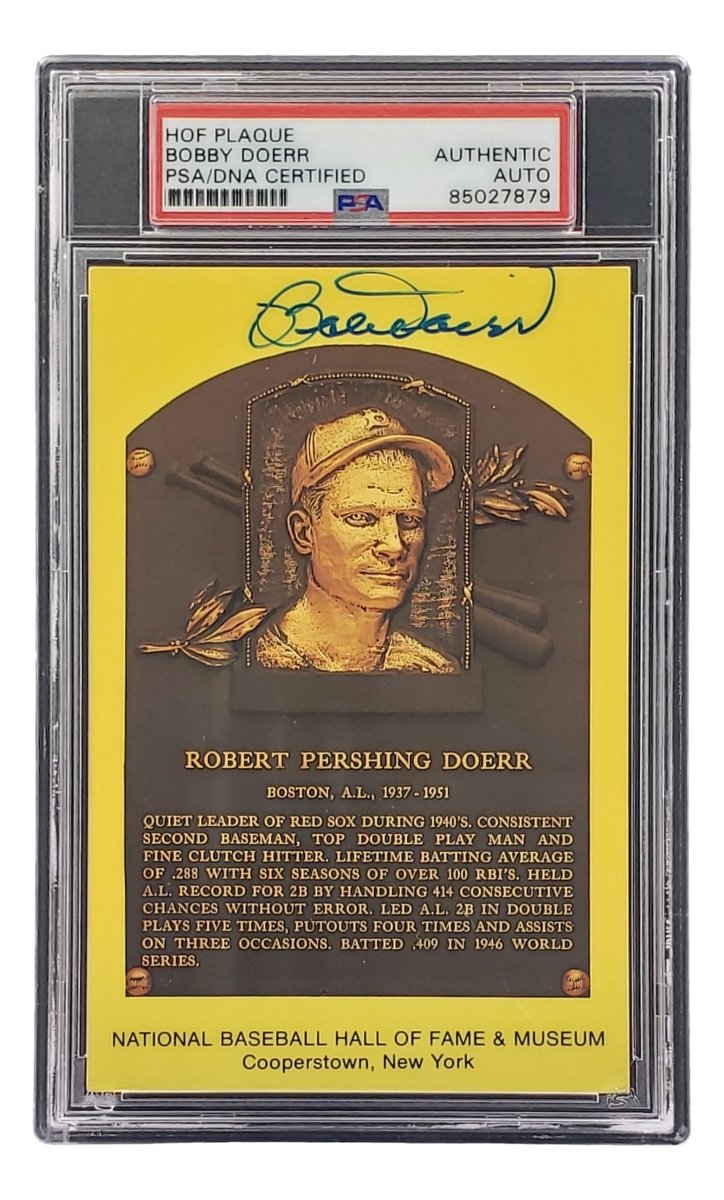 HOF PLAQUE
BOBBY DOERR AUTHENTIC
PSA/DNA CERTIFIED AUTO
PSA 85027879
Bobby Doerr
B
ROBERT PERSHING DOERR
BOSTON, A.L., 1937-1951
QUIET LEADER OF RED SOX DURING 1940'S. CONSISTENT
SECOND BASEMAN, TOP DOUBLE PLAY MAN AND
FINE CLUTCH HITTER. LIFETIME BATTING AVERAGE
OF .288 WITH SIX SEASONS OF OVER 100 RBI'S. HELD
A.L. RECORD FOR 2B BY HANDLING 414 CONSECUTIVE
CHANCES WITHOUT ERROR. LED A.L. 2B IN DOUBLE
PLAYS FIVE TIMES, PUTOUTS FOUR TIMES AND ASSISTS
ON THREE OCCASIONS. BATTED .409 IN 1946 WORLD
SERIES.
NATIONAL BASEBALL HALL OF FAME & MUSEUM
Cooperstown, New York